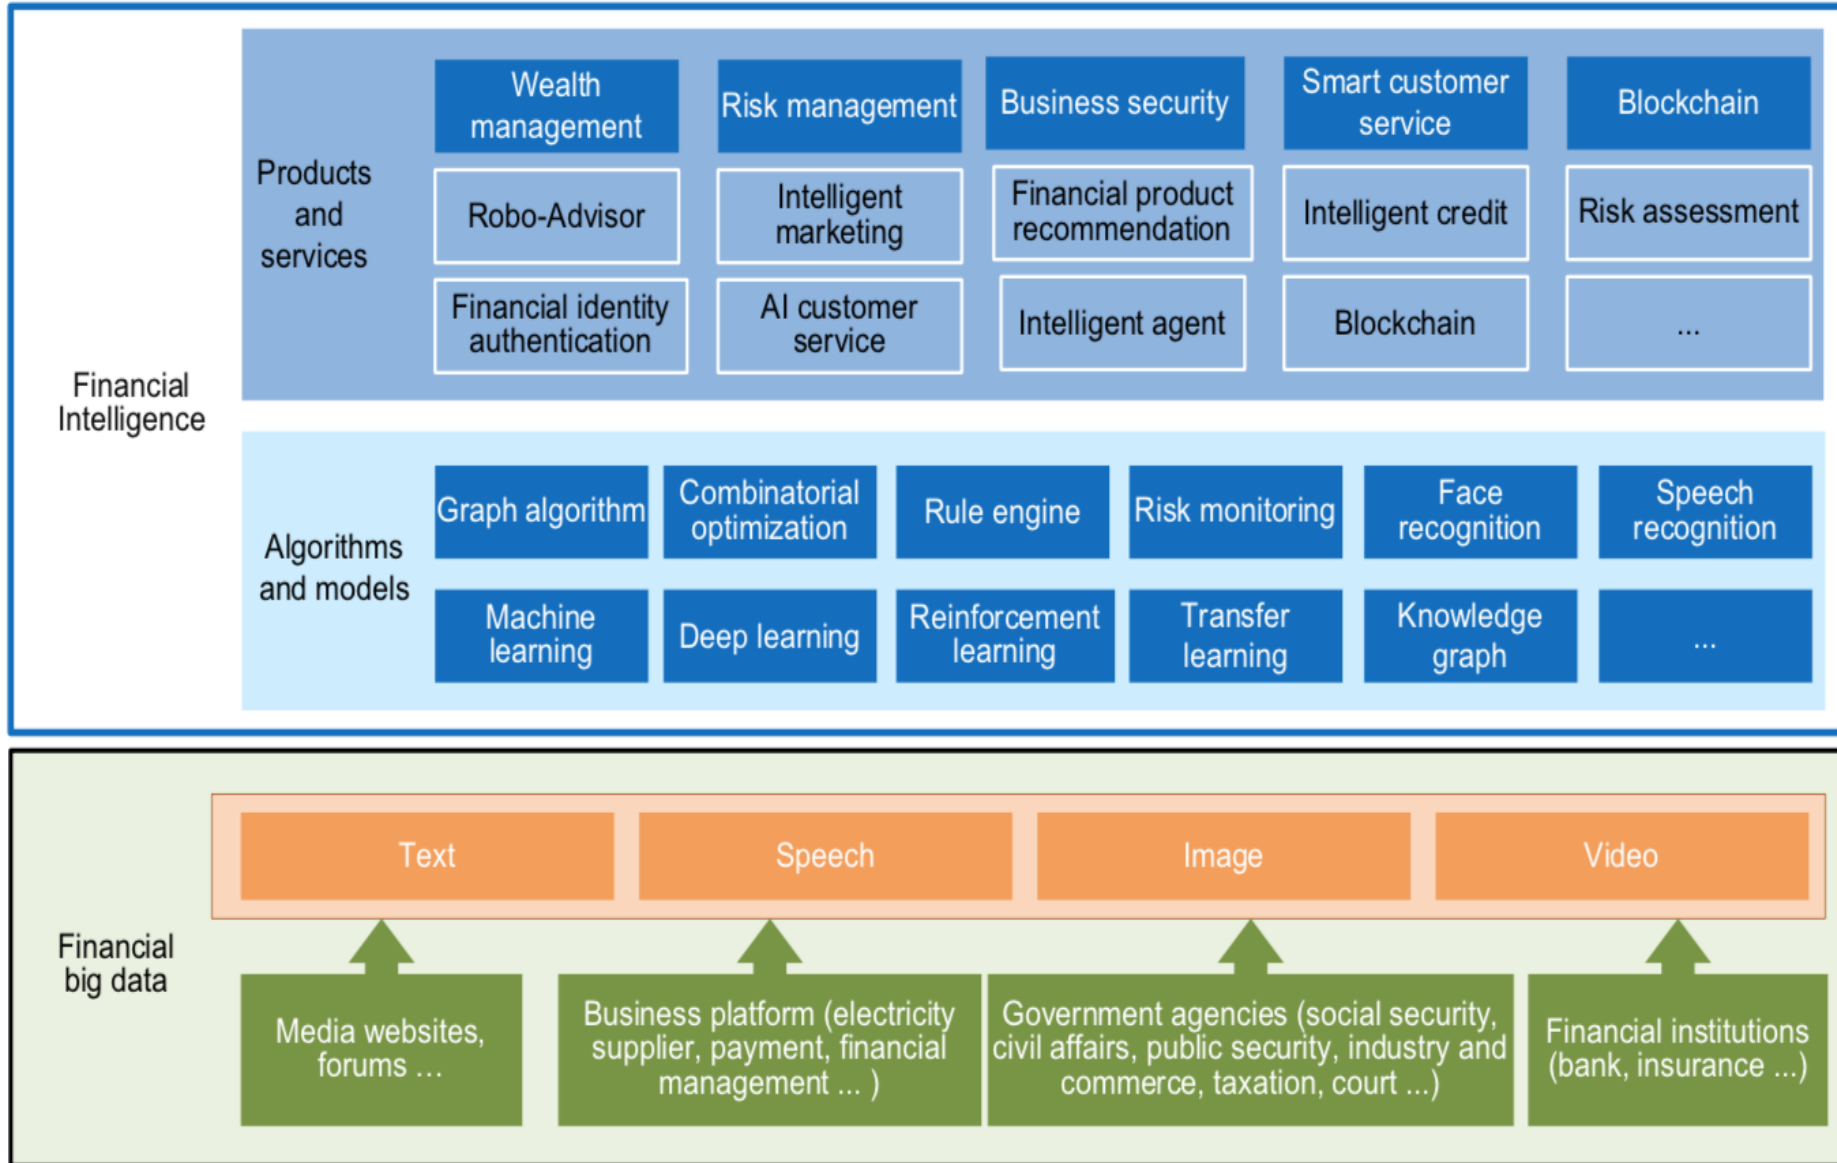 Wealth
management
Risk management
Business security
Smart customer
service
Blockchain
Products
and
services
Robo-Advisor
Intelligent
marketing
Financial product
recommendation
Intelligent credit
Risk assessment
Financial identity
authentication
AI customer
service
Intelligent agent
Blockchain
...
Financial
Intelligence
Graph algorithm
Combinatorial
optimization
Rule engine
Risk monitoring
Face
recognition
Speech
recognition
Algorithms
and models
Machine
learning
Deep learning
Reinforcement
learning
Transfer
learning
Knowledge
graph
...
Text
Speech
Image
Video
Financial
big data
Media websites,
forums ...
Business platform (electricity
supplier, payment, financial
management ... )
Government agencies (social security,
civil affairs, public security, industry and
commerce, taxation, court ...)
Financial institutions
(bank, insurance ...)